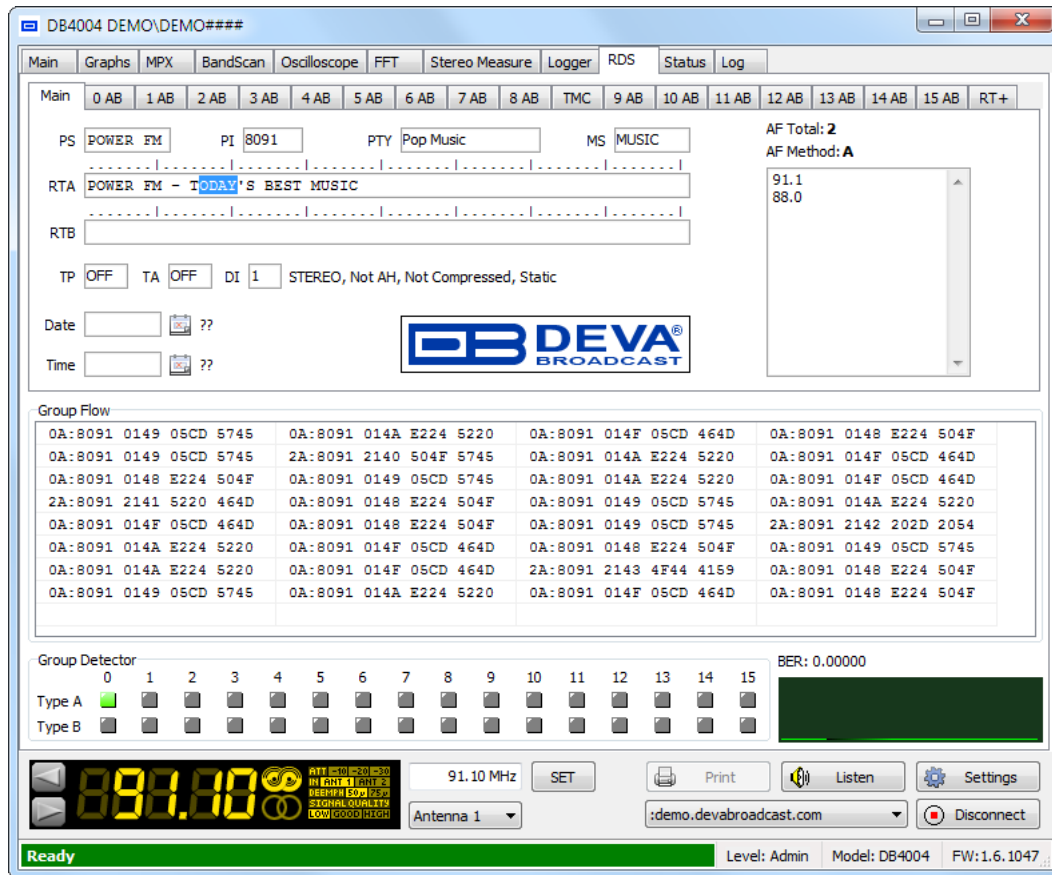 DB4004 DEMO\DEMO####
Main Graphs MPX BandScan Oscilloscope FFT Stereo Measure Logger RDS Status Log
Main 0 AB 1 AB 2 AB 3 AB 4 AB 5 AB 6 AB 7 AB 8 AB TMC 9 AB 10 AB 11 AB 12 AB 13 AB 14 AB 15 AB RT+
PS POWER FM PI 8091 PTY Pop Music MS MUSIC
AF Total: 2
AF Method: A
91.1
88.0
RTA POWER FM - TODAY'S BEST MUSIC
RTB
TP OFF TA OFF DI 1 STEREO, Not AH, Not Compressed, Static
Date ??
Time ??
DEVA®
BROADCAST
Group Flow
0A:8091 0149 05CD 5745 0A:8091 014A E224 5220 0A:8091 014F 05CD 464D 0A:8091 0148 E224 504F
0A:8091 0149 05CD 5745 2A:8091 2140 504F 5745 0A:8091 014A E224 5220 0A:8091 014F 05CD 464D
0A:8091 0148 E224 504F 0A:8091 0149 05CD 5745 0A:8091 014A E224 5220 0A:8091 014F 05CD 464D
2A:8091 2141 5220 464D 0A:8091 0148 E224 504F 0A:8091 0149 05CD 5745 0A:8091 014A E224 5220
0A:8091 014F 05CD 464D 0A:8091 0148 E224 504F 0A:8091 0149 05CD 5745 2A:8091 2142 202D 2054
0A:8091 014A E224 5220 0A:8091 014F 05CD 464D 0A:8091 0148 E224 504F 0A:8091 0149 05CD 5745
0A:8091 014A E224 5220 0A:8091 014F 05CD 464D 2A:8091 2143 4F44 4159 0A:8091 0148 E224 504F
0A:8091 0149 05CD 5745 0A:8091 014A E224 5220 0A:8091 014F 05CD 464D 0A:8091 0148 E224 504F
Group Detector
0 1 2 3 4 5 6 7 8 9 10 11 12 13 14 15
Type A
Type B
BER: 0.00000
91.10
ATT -10 -20 -30
IN ANT 1 ANT 2
DEEMPH 50µ 75µ
SIGNAL QUALITY
LOW GOOD HIGH
91.10 MHz SET Print Listen Settings
Antenna 1 :demo.devabroadcast.com Disconnect
Ready Level: Admin Model: DB4004 FW:1.6.1047